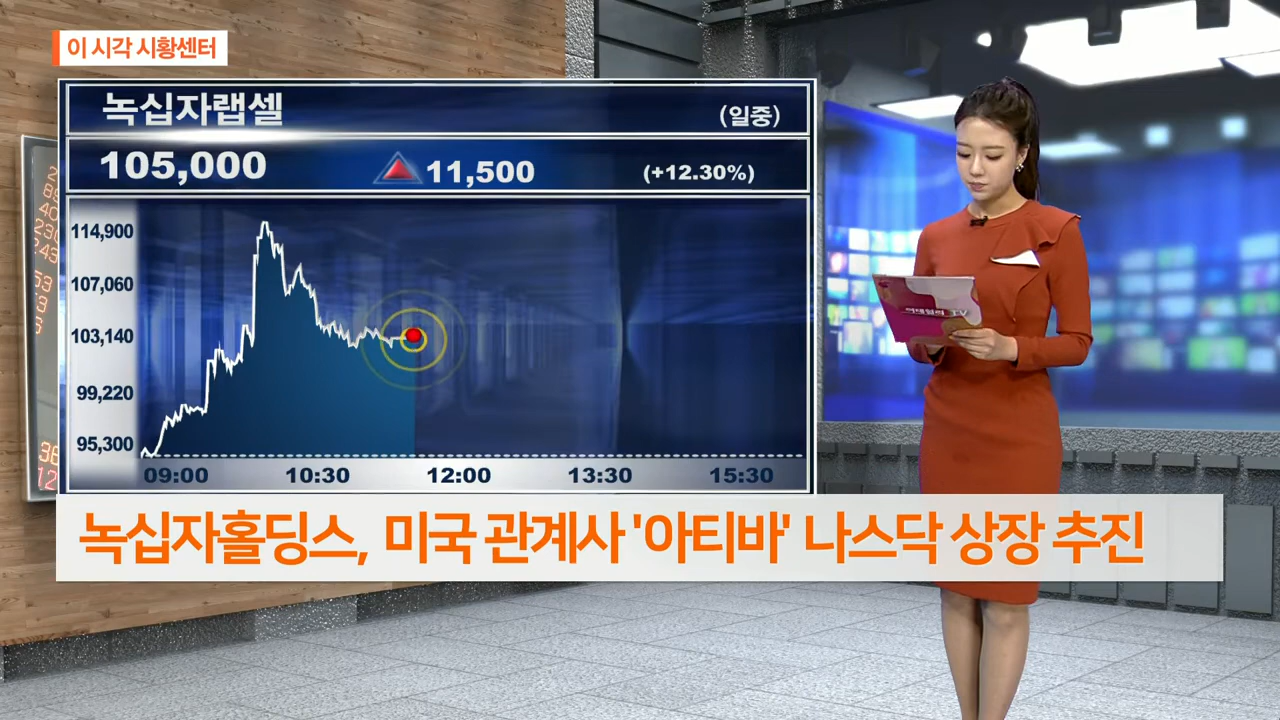 이 시각 시황센터
녹십자랩셀
(일중)
105,000 ▲ 11,500 (+12.30%)
114,900
107,060
103,140
99,220
95,300
09:00 10:30 12:00 13:30 15:30
녹십자홀딩스, 미국 관계사 '아티바' 나스닥 상장 추진